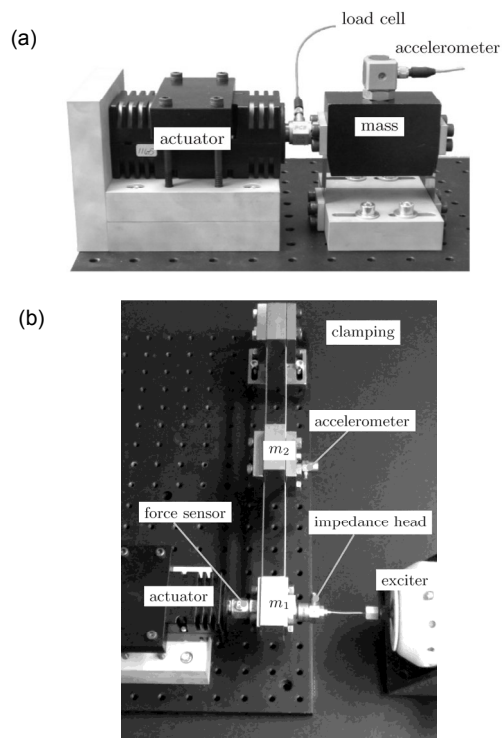 (a)
load cell
accelerometer
actuator
mass
(b)
clamping
accelerometer
m₂
force sensor
impedance head
actuator
exciter
m₁